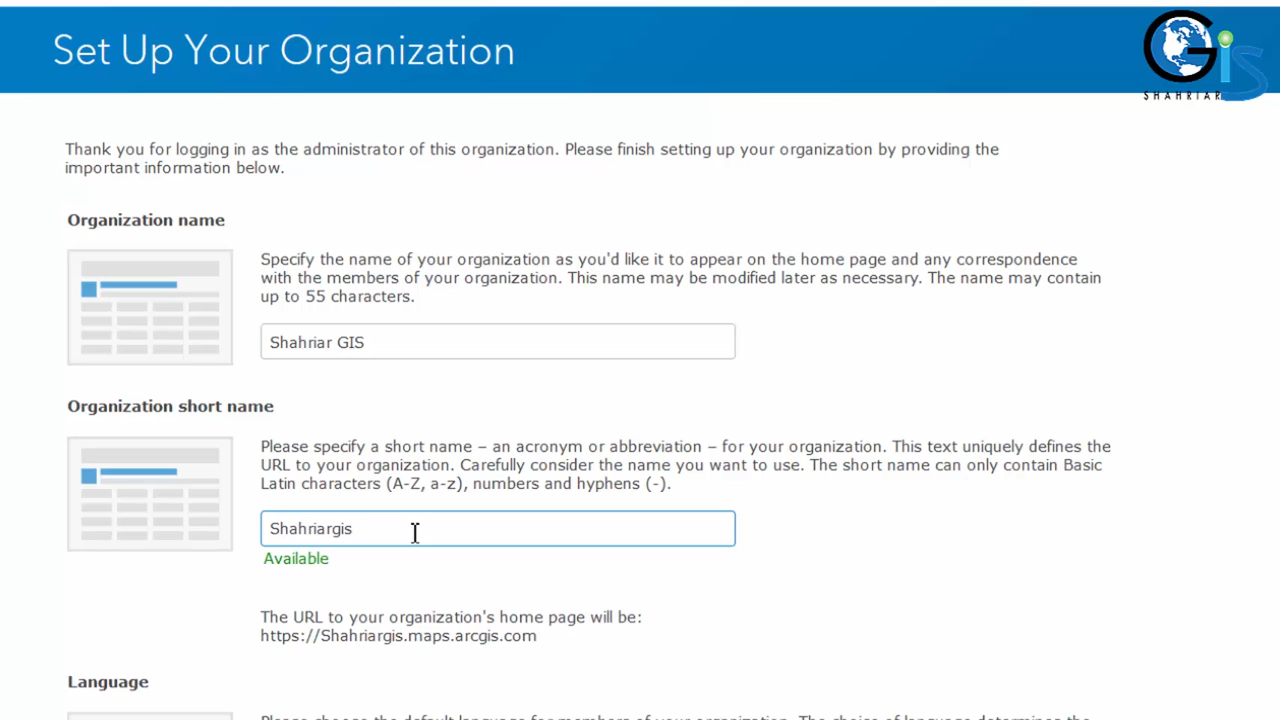 Set Up Your Organization
GIS
SHAHRIAR
Thank you for logging in as the administrator of this organization. Please finish setting up your organization by providing the
important information below.
Organization name
Specify the name of your organization as you'd like it to appear on the home page and any correspondence
with the members of your organization. This name may be modified later as necessary. The name may contain
up to 55 characters.
Shahriar GIS
Organization short name
Please specify a short name – an acronym or abbreviation – for your organization. This text uniquely defines the
URL to your organization. Carefully consider the name you want to use. The short name can only contain Basic
Latin characters (A-Z, a-z), numbers and hyphens (-).
Shahriargis
Available
The URL to your organization's home page will be:
https://Shahriargis.maps.arcgis.com
Language